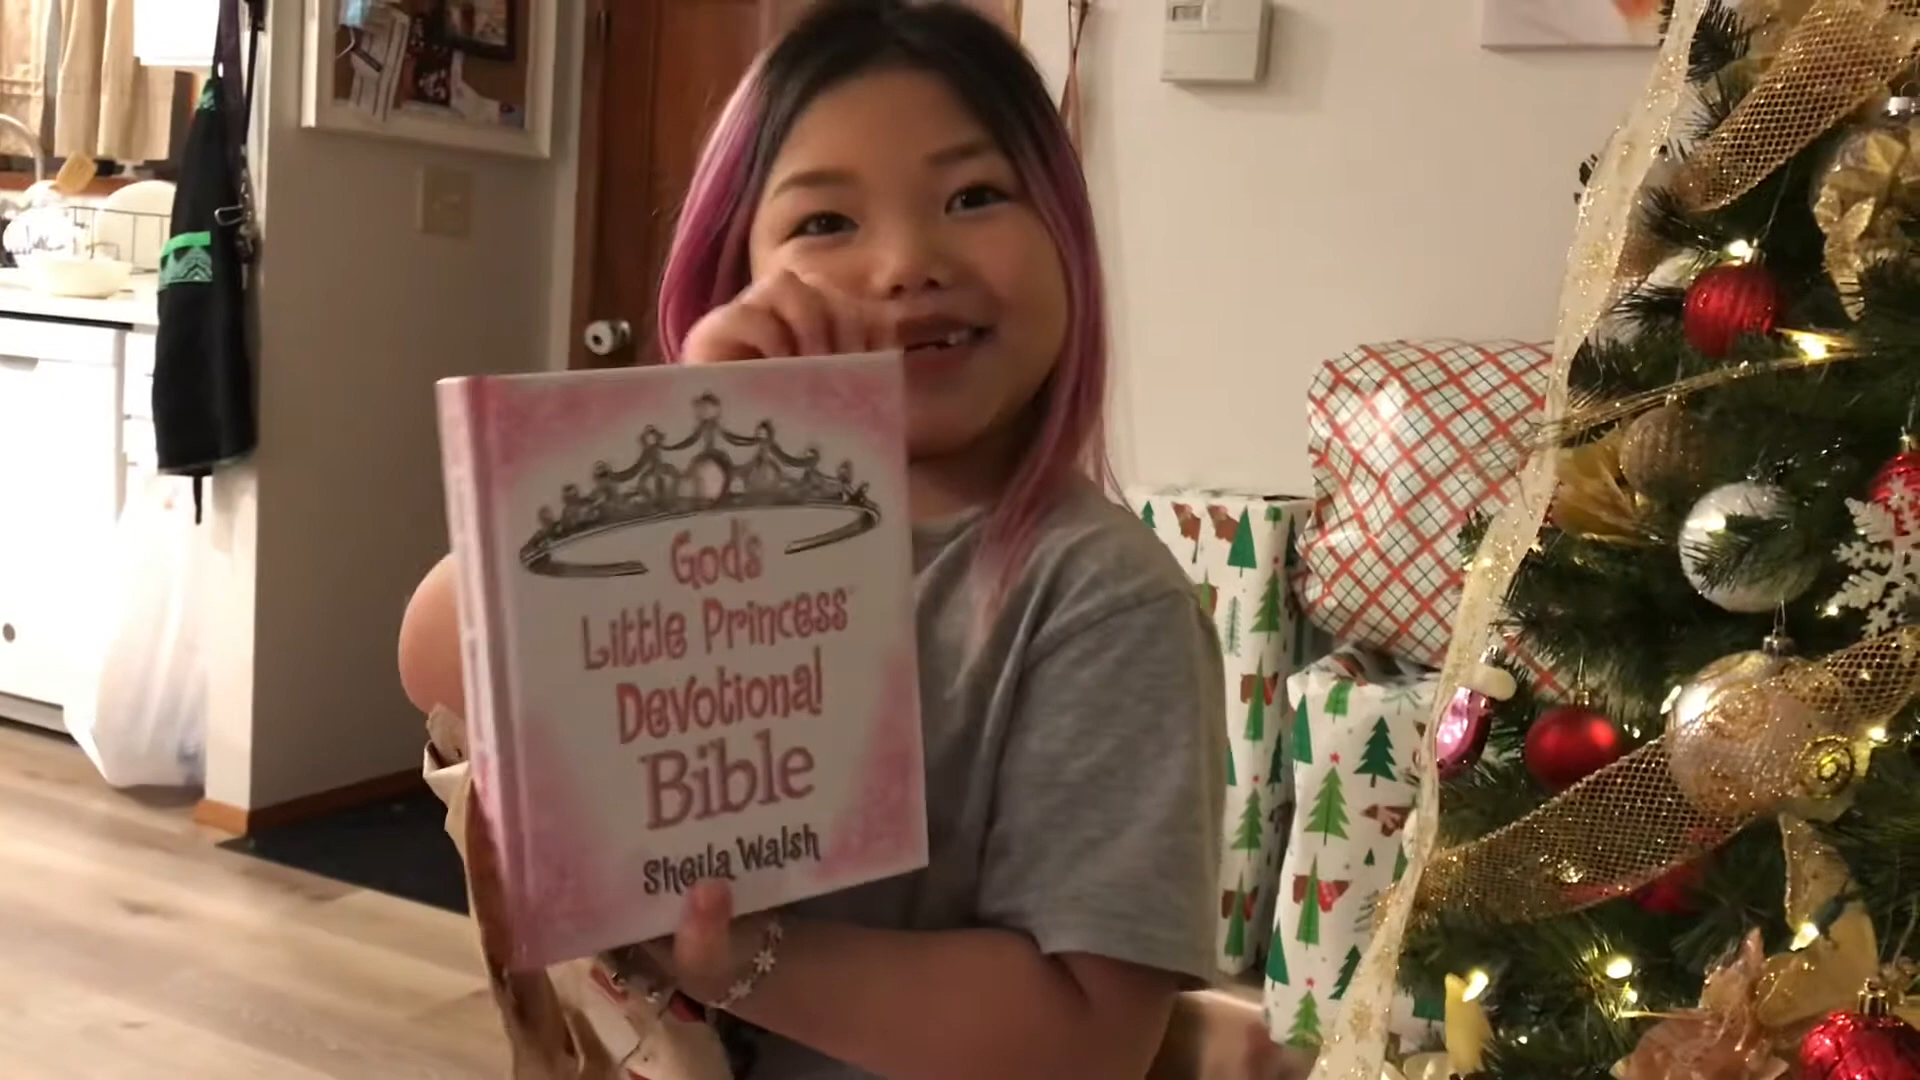 God's
Little Princess
Devotional
Bible
Sheila Walsh